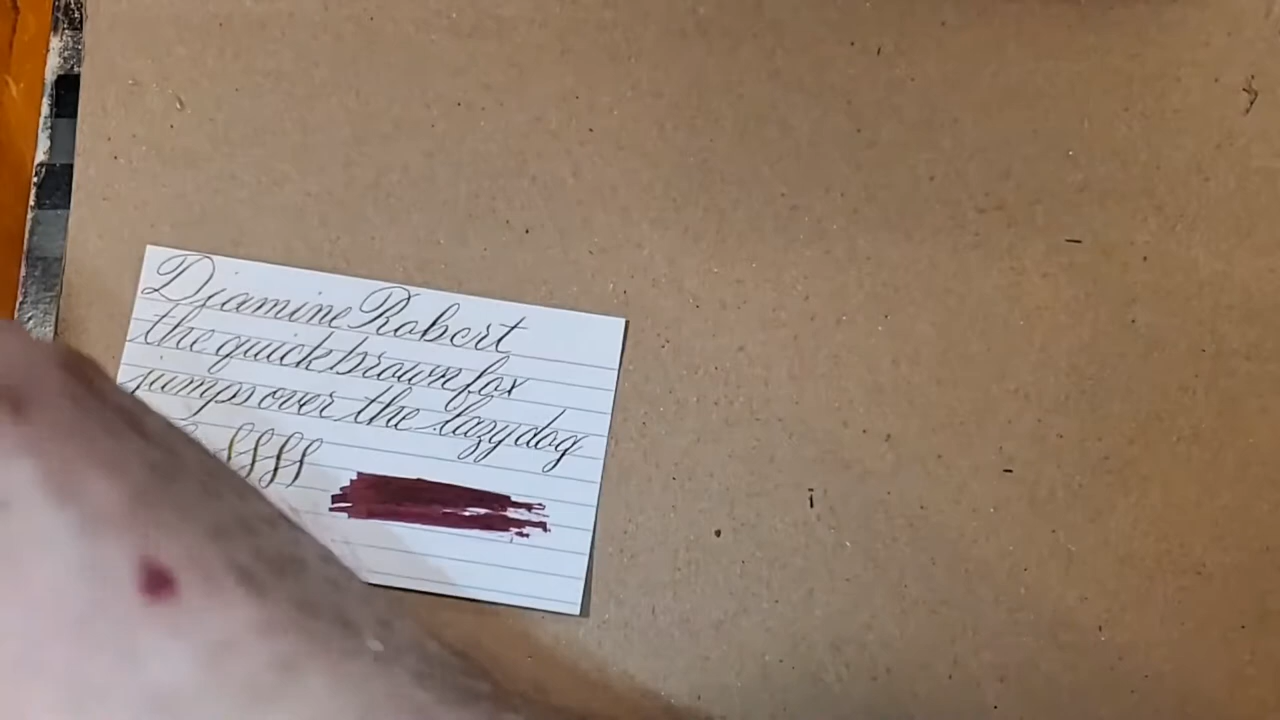 Diamine Robert
the quick brown fox
jumps over the lazy dog